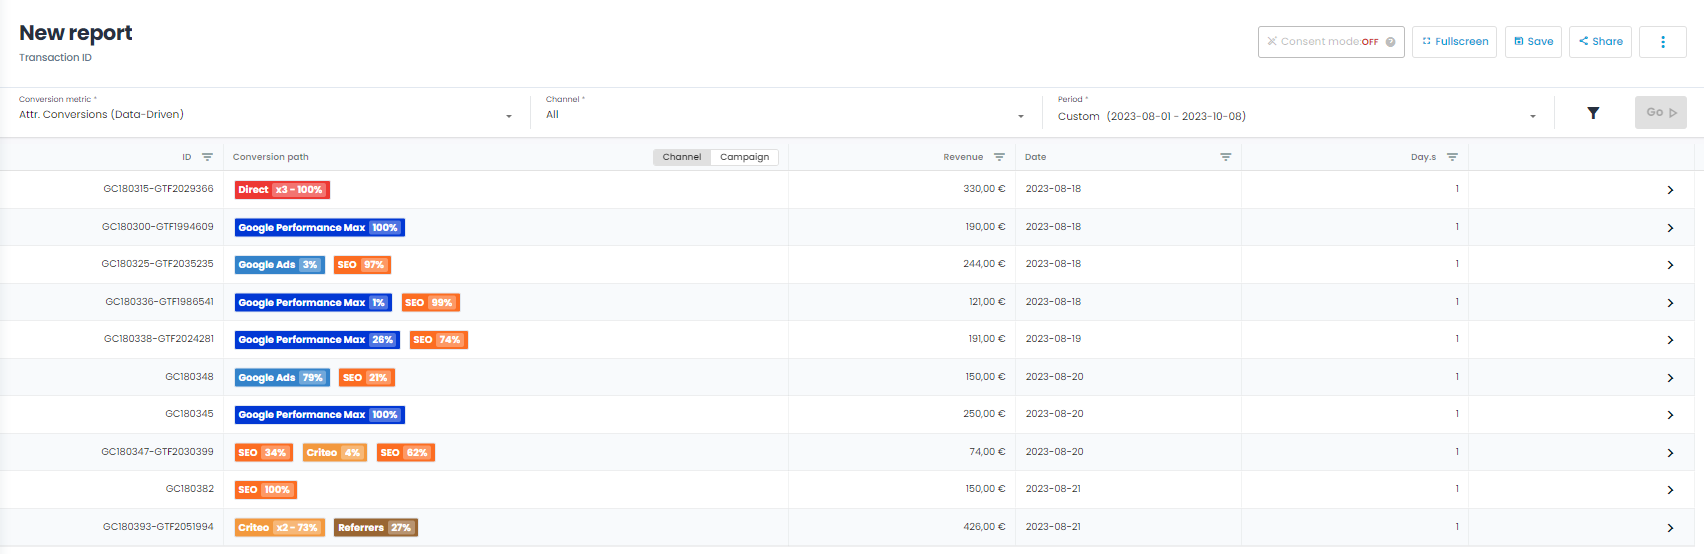 New report
Transaction ID
Consent mode:OFF ? Fullscreen Save Share
Conversion metric * Channel * Period *
Attr. Conversions (Data-Driven) All Custom (2023-08-01 - 2023-10-08) Go
ID Conversion path Channel Campaign Revenue Date Day.s
GC180315-GTF2029366 Direct x3 - 100% 330,00 € 2023-08-18 1
GC180300-GTF1994609 Google Performance Max 100% 190,00 € 2023-08-18 1
GC180325-GTF2035235 Google Ads 3% SEO 97% 244,00 € 2023-08-18 1
GC180336-GTF1986541 Google Performance Max 1% SEO 99% 121,00 € 2023-08-18 1
GC180338-GTF2024281 Google Performance Max 26% SEO 74% 191,00 € 2023-08-19 1
GC180348 Google Ads 79% SEO 21% 150,00 € 2023-08-20 1
GC180345 Google Performance Max 100% 250,00 € 2023-08-20 1
GC180347-GTF2030399 SEO 34% Criteo 4% SEO 62% 74,00 € 2023-08-20 1
GC180382 SEO 100% 150,00 € 2023-08-21 1
GC180393-GTF2051994 Criteo x2 - 73% Referrers 27% 426,00 € 2023-08-21 1